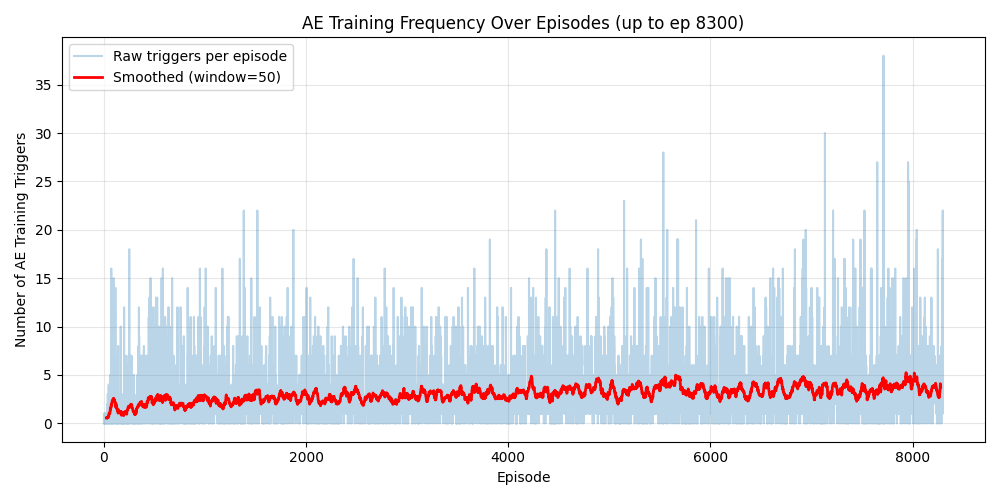 AE Training Frequency Over Episodes (up to ep 8300)
Raw triggers per episode
Smoothed (window=50)
Number of AE Training Triggers
35
30
25
20
15
10
5
0
0 2000 4000 6000 8000
Episode